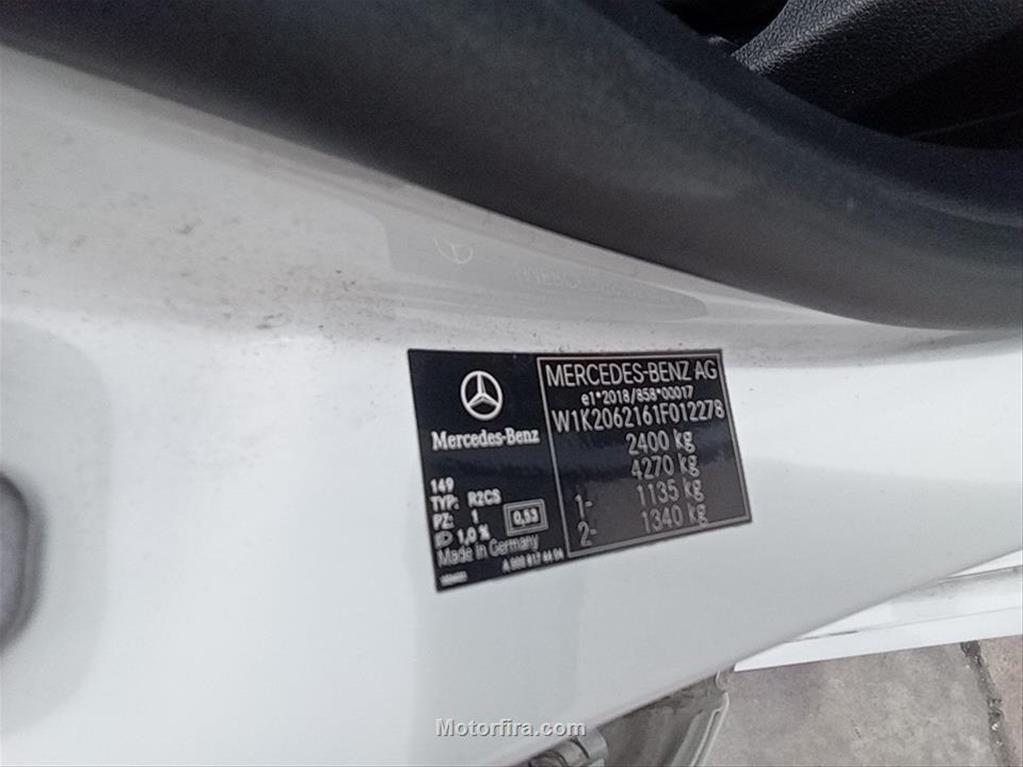 Mercedes-Benz
149
TYP: R2CS
PZ: 1
1,0 %
0,53
Made in Germany
MERCEDES-BENZ AG
e1*2018/858*00017
W1K2062161F012278
2400 kg
4270 kg
1- 1135 kg
2- 1340 kg
Motorfira.com